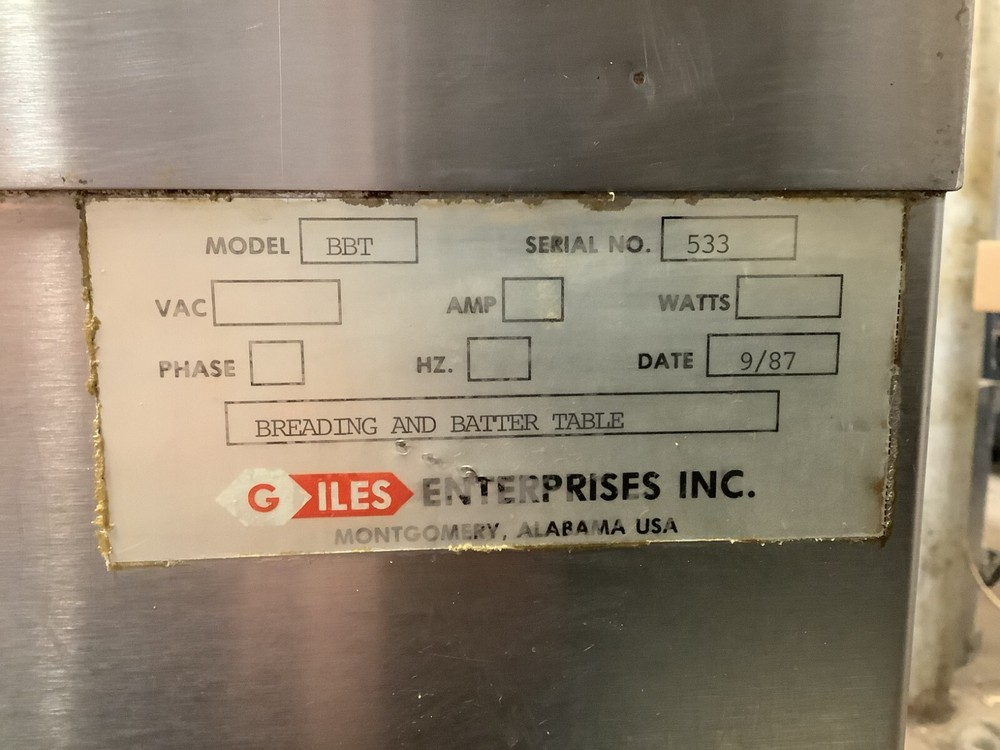 MODEL BBT SERIAL NO. 533
VAC AMP WATTS
PHASE HZ. DATE 9/87
BREADING AND BATTER TABLE
GILES ENTERPRISES INC.
MONTGOMERY, ALABAMA USA